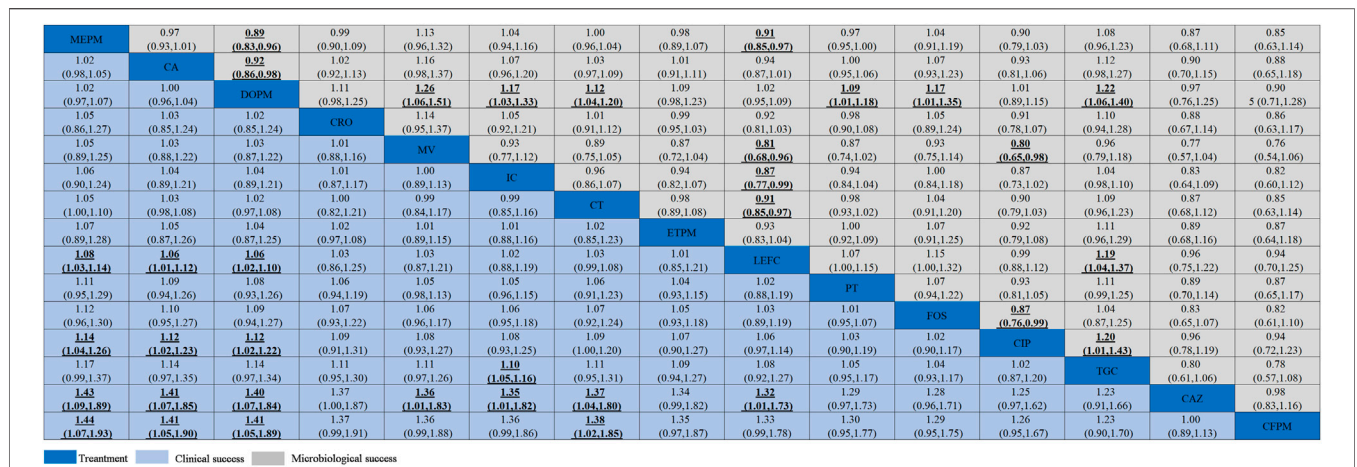 MEPM 0.97 0.89 0.99 1.13 1.04 1.00 0.98 0.91 0.97 1.04 0.90 1.08 0.87 0.85
(0.93,1.01) (0.83,0.96) (0.90,1.09) (0.96,1.32) (0.94,1.16) (0.96,1.04) (0.89,1.07) (0.85,0.97) (0.95,1.00) (0.91,1.19) (0.79,1.03) (0.96,1.23) (0.68,1.11) (0.63,1.14)
1.02 CA 0.92 1.02 1.16 1.07 1.03 1.01 0.94 1.00 1.07 0.93 1.12 0.90 0.88
(0.98,1.05) (0.86,0.98) (0.92,1.13) (0.98,1.37) (0.96,1.20) (0.97,1.09) (0.91,1.11) (0.87,1.01) (0.95,1.06) (0.93,1.23) (0.81,1.06) (0.98,1.27) (0.70,1.15) (0.65,1.18)
1.02 1.00 DOPM 1.11 1.26 1.17 1.12 1.09 1.02 1.09 1.17 1.01 1.22 0.97 0.90
(0.97,1.07) (0.96,1.04) (0.98,1.25) (1.06,1.51) (1.03,1.33) (1.04,1.20) (0.98,1.23) (0.95,1.09) (1.01,1.18) (1.01,1.35) (0.89,1.15) (1.06,1.40) (0.76,1.25) 5 (0.71,1.28)
1.05 1.03 1.02 CRO 1.14 1.05 1.01 0.99 0.92 0.98 1.05 0.91 1.10 0.88 0.86
(0.86,1.27) (0.85,1.24) (0.85,1.24) (0.95,1.37) (0.92,1.21) (0.91,1.12) (0.95,1.03) (0.81,1.03) (0.90,1.08) (0.89,1.24) (0.78,1.07) (0.94,1.28) (0.67,1.14) (0.63,1.17)
1.05 1.03 1.03 1.01 MV 0.93 0.89 0.87 0.81 0.87 0.93 0.80 0.96 0.77 0.76
(0.89,1.25) (0.88,1.22) (0.87,1.22) (0.88,1.16) (0.77,1.12) (0.75,1.05) (0.72,1.04) (0.68,0.96) (0.74,1.02) (0.75,1.14) (0.65,0.98) (0.79,1.18) (0.57,1.04) (0.54,1.06)
1.06 1.04 1.04 1.01 1.00 IC 0.96 0.94 0.87 0.94 1.00 0.87 1.04 0.83 0.82
(0.90,1.24) (0.89,1.21) (0.89,1.21) (0.87,1.17) (0.89,1.13) (0.86,1.07) (0.82,1.07) (0.77,0.99) (0.84,1.04) (0.84,1.18) (0.73,1.02) (0.98,1.10) (0.64,1.09) (0.60,1.12)
1.05 1.03 1.02 1.00 0.99 0.99 CT 0.98 0.91 0.98 1.04 0.90 1.09 0.87 0.85
(1.00,1.10) (0.98,1.08) (0.97,1.08) (0.82,1.21) (0.84,1.17) (0.85,1.16) (0.89,1.08) (0.85,0.97) (0.93,1.02) (0.91,1.20) (0.79,1.03) (0.96,1.23) (0.68,1.12) (0.63,1.14)
1.07 1.05 1.04 1.02 1.01 1.01 1.02 ETPM 0.93 1.00 1.07 0.92 1.11 0.89 0.87
(0.89,1.28) (0.87,1.26) (0.87,1.25) (0.97,1.08) (0.89,1.15) (0.88,1.16) (0.85,1.23) (0.83,1.04) (0.92,1.09) (0.91,1.25) (0.79,1.08) (0.96,1.29) (0.68,1.16) (0.64,1.18)
1.08 1.06 1.06 1.03 1.03 1.02 1.03 1.01 LEFC 1.07 1.15 0.99 1.19 0.96 0.94
(1.03,1.14) (1.01,1.12) (1.02,1.10) (0.86,1.25) (0.87,1.21) (0.88,1.19) (0.99,1.08) (0.85,1.21) (1.00,1.15) (1.00,1.32) (0.88,1.12) (1.04,1.37) (0.75,1.22) (0.70,1.25)
1.11 1.09 1.08 1.06 1.05 1.05 1.06 1.04 1.02 PT 1.07 0.93 1.11 0.89 0.87
(0.95,1.29) (0.94,1.26) (0.93,1.26) (0.94,1.19) (0.98,1.13) (0.96,1.15) (0.91,1.23) (0.93,1.15) (0.88,1.19) (0.94,1.22) (0.81,1.05) (0.99,1.25) (0.70,1.14) (0.65,1.17)
1.12 1.10 1.09 1.07 1.06 1.06 1.07 1.05 1.03 1.01 FOS 0.87 1.04 0.83 0.82
(0.96,1.30) (0.95,1.27) (0.94,1.27) (0.93,1.22) (0.96,1.17) (0.95,1.18) (0.92,1.24) (0.93,1.18) (0.89,1.19) (0.95,1.07) (0.76,0.99) (0.87,1.25) (0.65,1.07) (0.61,1.10)
1.14 1.12 1.12 1.09 1.08 1.08 1.09 1.07 1.06 1.03 1.02 CIP 1.20 0.96 0.94
(1.04,1.26) (1.02,1.23) (1.02,1.22) (0.91,1.31) (0.93,1.27) (0.93,1.25) (1.00,1.20) (0.90,1.27) (0.97,1.14) (0.90,1.19) (0.90,1.17) (1.01,1.43) (0.78,1.19) (0.72,1.23)
1.17 1.14 1.14 1.11 1.11 1.10 1.11 1.09 1.08 1.05 1.04 1.02 TGC 0.80 0.78
(0.99,1.37) (0.97,1.35) (0.97,1.34) (0.95,1.30) (0.97,1.26) (1.05,1.16) (0.95,1.31) (0.94,1.27) (0.92,1.27) (0.95,1.17) (0.93,1.17) (0.87,1.20) (0.61,1.06) (0.57,1.08)
1.43 1.41 1.40 1.37 1.36 1.35 1.37 1.34 1.32 1.29 1.28 1.25 1.23 CAZ 0.98
(1.09,1.89) (1.07,1.85) (1.07,1.84) (1.00,1.87) (1.01,1.83) (1.01,1.82) (1.04,1.80) (0.99,1.82) (1.01,1.73) (0.97,1.73) (0.96,1.71) (0.97,1.62) (0.91,1.66) (0.83,1.16)
1.44 1.41 1.41 1.37 1.36 1.36 1.38 1.35 1.33 1.30 1.29 1.26 1.23 1.00 CFPM
(1.07,1.93) (1.05,1.90) (1.05,1.89) (0.99,1.91) (0.99,1.88) (0.99,1.86) (1.02,1.85) (0.97,1.87) (0.99,1.78) (0.95,1.77) (0.95,1.75) (0.95,1.67) (0.90,1.70) (0.89,1.13)
Treantment Clinical success Microbiological success